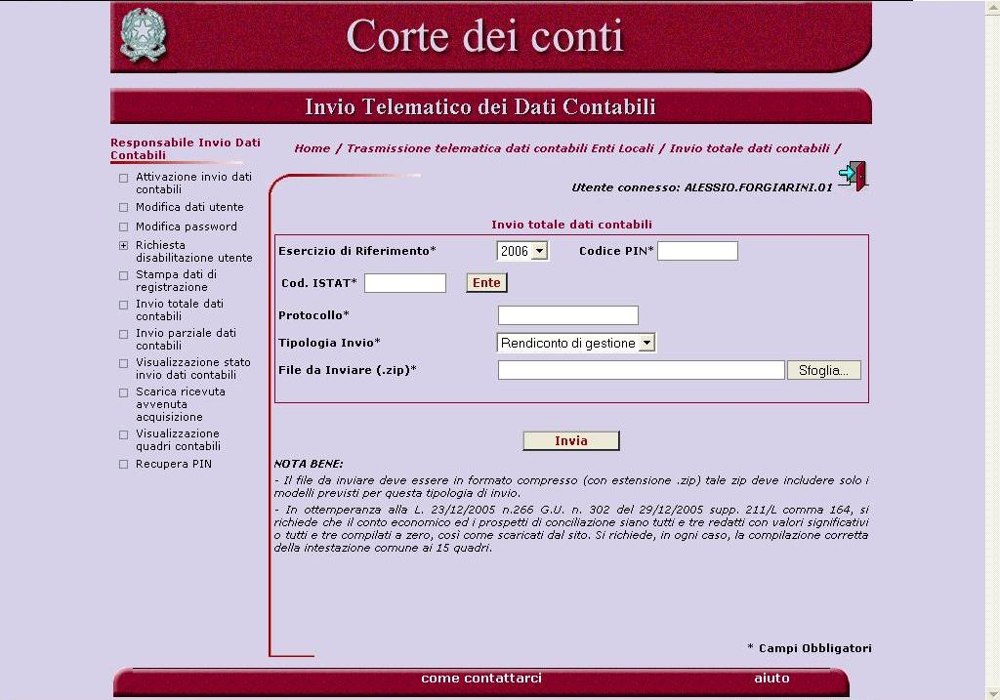 Corte dei conti
Invio Telematico dei Dati Contabili
Responsabile Invio Dati
Contabili
Attivazione invio dati
contabili
Modifica dati utente
Modifica password
Richiesta
disabilitazione utente
Stampa dati di
registrazione
Invio totale dati
contabili
Invio parziale dati
contabili
Visualizzazione stato
invio dati contabili
Scarica ricevuta
avvenuta
acquisizione
Visualizzazione
quadri contabili
Recupera PIN
Home / Trasmissione telematica dati contabili Enti Locali / Invio totale dati contabili /
Utente connesso: ALESSIO.FORGIARINI.01
Invio totale dati contabili
Esercizio di Riferimento* 2006 Codice PIN*
Cod. ISTAT* Ente
Protocollo*
Tipologia Invio* Rendiconto di gestione
File da Inviare (.zip)* Sfoglia...
Invia
NOTA BENE:
- Il file da inviare deve essere in formato compresso (con estensione .zip) tale zip deve includere solo i
modelli previsti per questa tipologia di invio.
- In ottemperanza alla L. 23/12/2005 n.266 G.U. n. 302 del 29/12/2005 supp. 211/L comma 164, si
richiede che il conto economico ed i prospetti di conciliazione siano tutti e tre redatti con valori significativi
o tutti e tre compilati a zero, così come scaricati dal sito. Si richiede, in ogni caso, la compilazione corretta
della intestazione comune ai 15 quadri.
* Campi Obbligatori
come contattarci aiuto